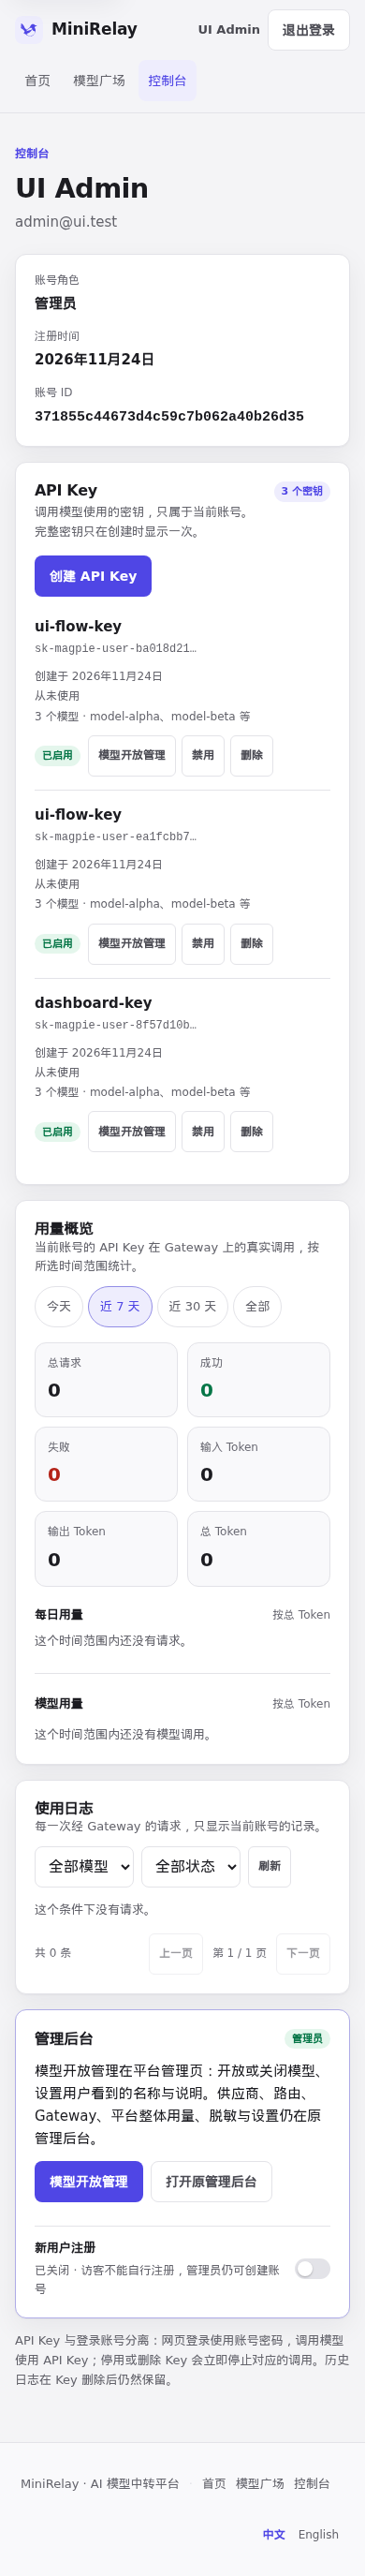 MiniRelay
UI Admin
退出登录
首页
模型广场
控制台
控制台
UI Admin
admin@ui.test
账号角色
管理员
注册时间
2026年11月24日
账号 ID
371855c44673d4c59c7b062a40b26d35
API Key
3 个密钥
调用模型使用的密钥，只属于当前账号。
完整密钥只在创建时显示一次。
创建 API Key
ui-flow-key
sk-magpie-user-ba018d21…
创建于 2026年11月24日
从未使用
3 个模型 · model-alpha、model-beta 等
已启用
模型开放管理
禁用
删除
ui-flow-key
sk-magpie-user-ea1fcbb7…
创建于 2026年11月24日
从未使用
3 个模型 · model-alpha、model-beta 等
已启用
模型开放管理
禁用
删除
dashboard-key
sk-magpie-user-8f57d10b…
创建于 2026年11月24日
从未使用
3 个模型 · model-alpha、model-beta 等
已启用
模型开放管理
禁用
删除
用量概览
当前账号的 API Key 在 Gateway 上的真实调用，按
所选时间范围统计。
今天
近 7 天
近 30 天
全部
总请求
0
成功
0
失败
0
输入 Token
0
输出 Token
0
总 Token
0
每日用量
按总 Token
这个时间范围内还没有请求。
模型用量
按总 Token
这个时间范围内还没有模型调用。
使用日志
每一次经 Gateway 的请求，只显示当前账号的记录。
全部模型
全部状态
刷新
这个条件下没有请求。
共 0 条
上一页
第 1 / 1 页
下一页
管理后台
管理员
模型开放管理在平台管理页：开放或关闭模型、
设置用户看到的名称与说明。供应商、路由、
Gateway、平台整体用量、脱敏与设置仍在原
管理后台。
模型开放管理
打开原管理后台
新用户注册
已关闭 · 访客不能自行注册，管理员仍可创建账
号
API Key 与登录账号分离：网页登录使用账号密码，调用模型
使用 API Key；停用或删除 Key 会立即停止对应的调用。历史
日志在 Key 删除后仍然保留。
MiniRelay · AI 模型中转平台
·
首页
模型广场
控制台
中文
English